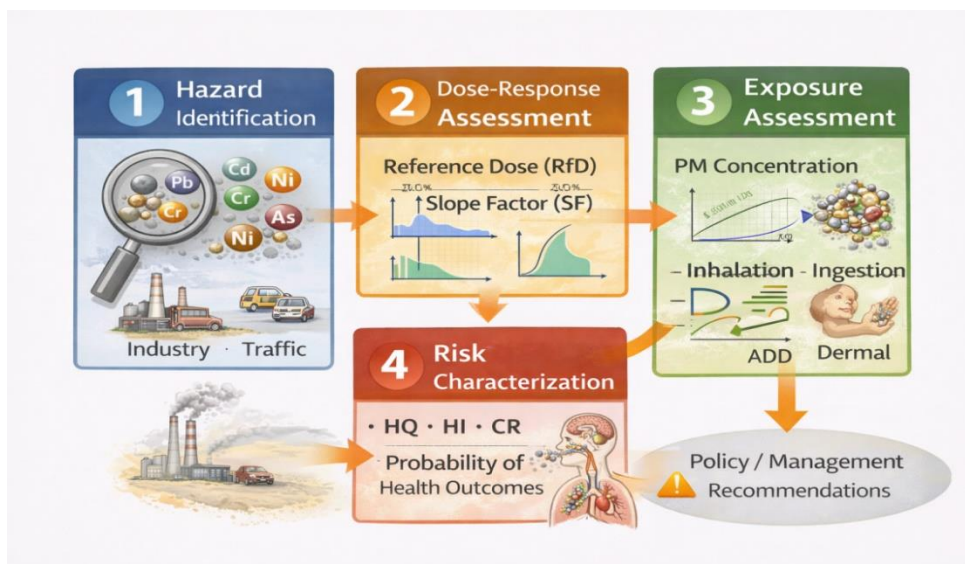 1
Hazard
Identification
Pb
Cr
Cd
Ni
Cr
As
Ni
Industry · Traffic
2
Dose-Response
Assessment
Reference Dose (RfD)
Slope Factor (SF)
3
Exposure
Assessment
PM Concentration
- Inhalation - Ingestion
ADD
Dermal
4
Risk
Characterization
· HQ · HI · CR
Probability of
Health Outcomes
Policy / Management
Recommendations